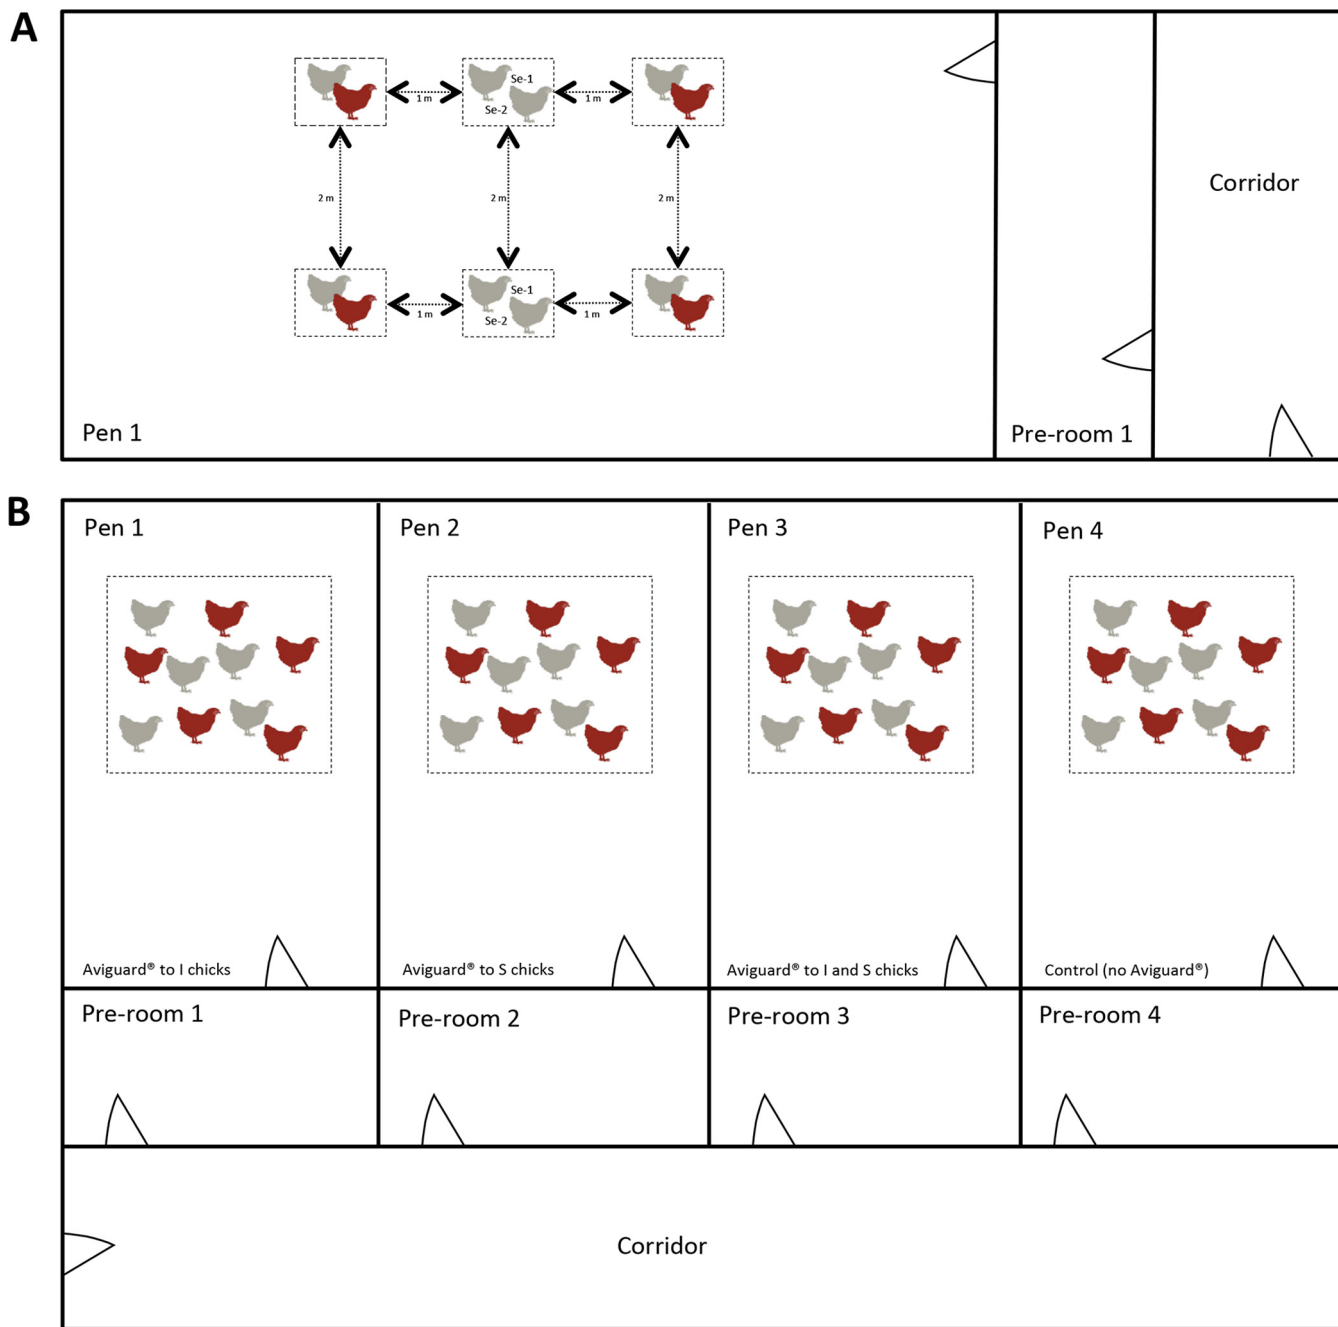 A
Se-1
Se-2
1 m
1 m
2 m
2 m
2 m
Se-1
Se-2
1 m
1 m
Corridor
Pen 1
Pre-room 1
B
Pen 1
Pen 2
Pen 3
Pen 4
Aviguard® to I chicks
Aviguard® to S chicks
Aviguard® to I and S chicks
Control (no Aviguard®)
Pre-room 1
Pre-room 2
Pre-room 3
Pre-room 4
Corridor